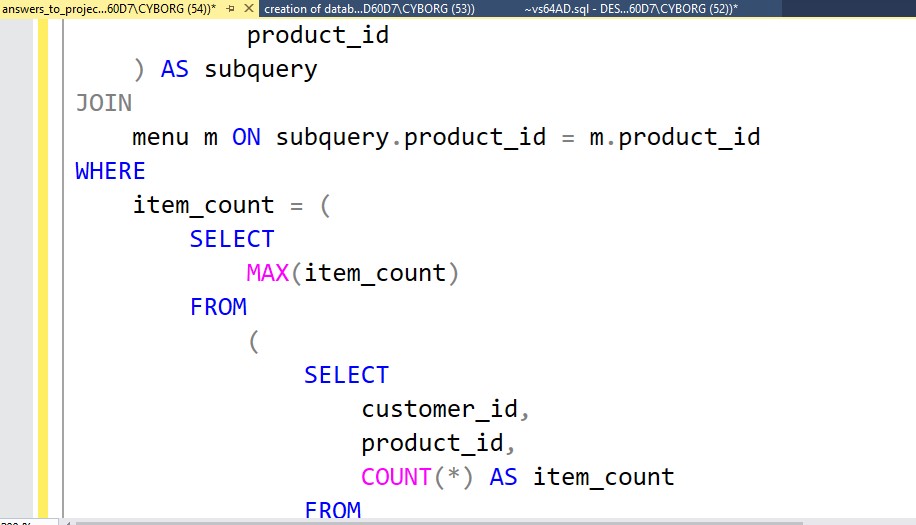 answers_to_projec...60D7\CYBORG (54))* creation of datab...D60D7\CYBORG (53)) ~vs64AD.sql - DES...60D7\CYBORG (52))*
product_id
) AS subquery
JOIN
menu m ON subquery.product_id = m.product_id
WHERE
item_count = (
SELECT
MAX(item_count)
FROM
(
SELECT
customer_id,
product_id,
COUNT(*) AS item_count
FROM